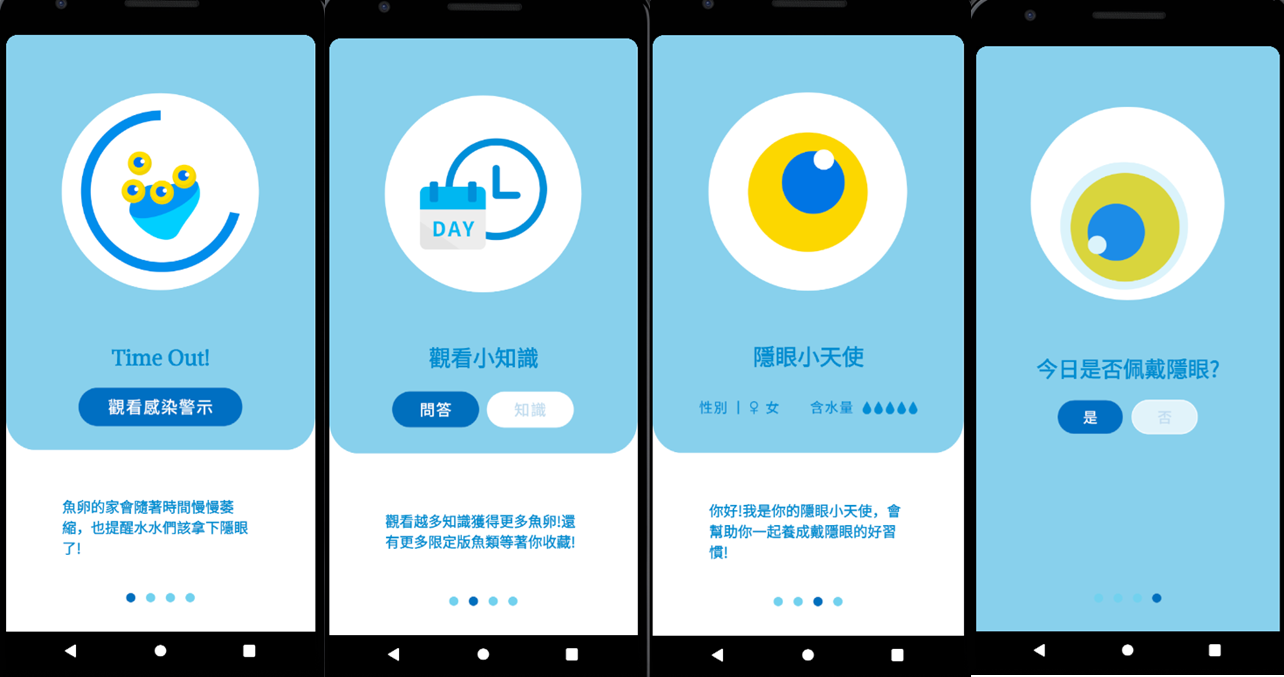 Time Out!
觀看感染警示
魚卵的家會隨著時間慢慢萎
縮，也提醒水水們該拿下隱眼
了!
DAY
觀看小知識
問答
知識
觀看越多知識獲得更多魚卵!還
有更多限定版魚類等著你收藏!
隱眼小天使
性別 | ♀ 女 含水量
你好!我是你的隱眼小天使，會
幫助你一起養成戴隱眼的好習
慣!
今日是否佩戴隱眼?
是
否